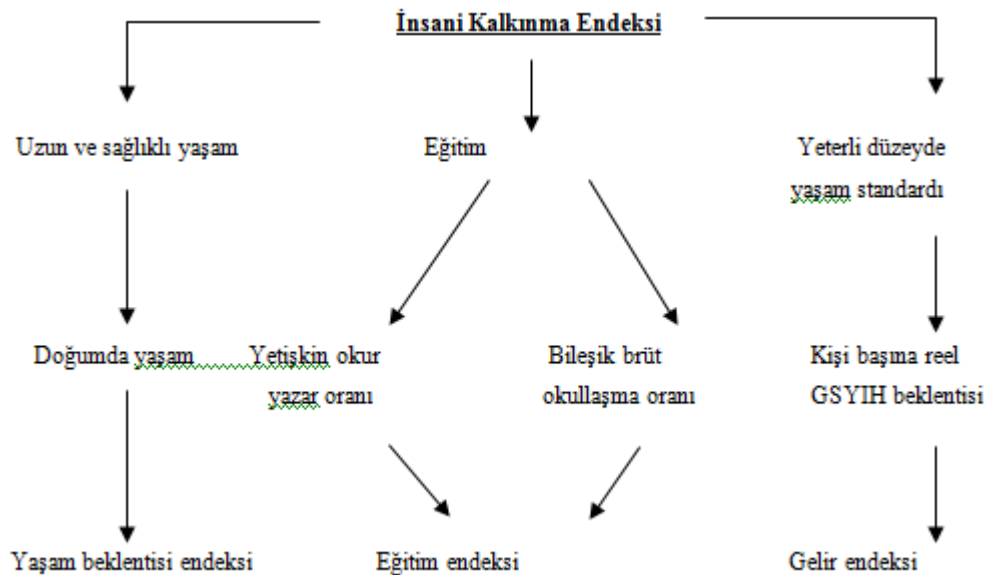 İnsani Kalkınma Endeksi
Uzun ve sağlıklı yaşam
Eğitim
Yeterli düzeyde
yaşam standardı
Doğumda yaşam
Yetişkin okur
yazar oranı
Bileşik brüt
okullaşma oranı
Kişi başına reel
GSYIH beklentisi
Yaşam beklentisi endeksi
Eğitim endeksi
Gelir endeksi